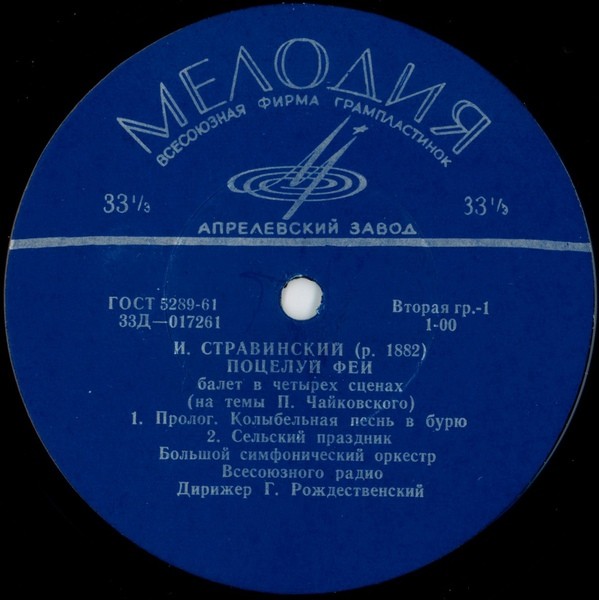 МЕЛОДИЯ
ВСЕСОЮЗНАЯ ФИРМА ГРАМПЛАСТИНОК
33 1/3 33 1/3
АПРЕЛЕВСКИЙ ЗАВОД
ГОСТ 5289-61 Вторая гр.-1
33Д—017261 1-00
И. СТРАВИНСКИЙ (р. 1882)
ПОЦЕЛУЙ ФЕИ
балет в четырех сценах
(на темы П. Чайковского)
1. Пролог. Колыбельная песнь в бурю
2. Сельский праздник
Большой симфонический оркестр
Всесоюзного радио
Дирижер Г. Рождественский